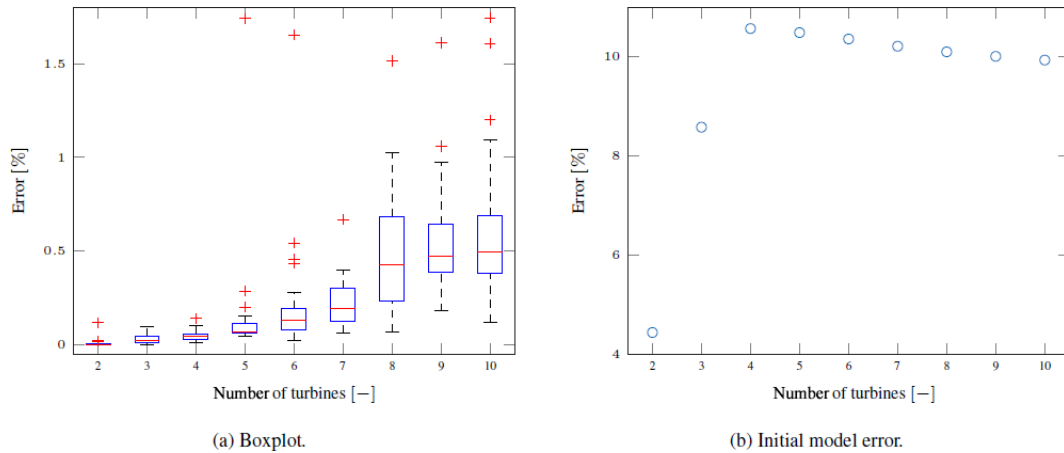 1.5
1
0.5
0
Error [%]
2 3 4 5 6 7 8 9 10
Number of turbines [−]
(a) Boxplot.
10
8
6
4
Error [%]
2 3 4 5 6 7 8 9 10
Number of turbines [−]
(b) Initial model error.